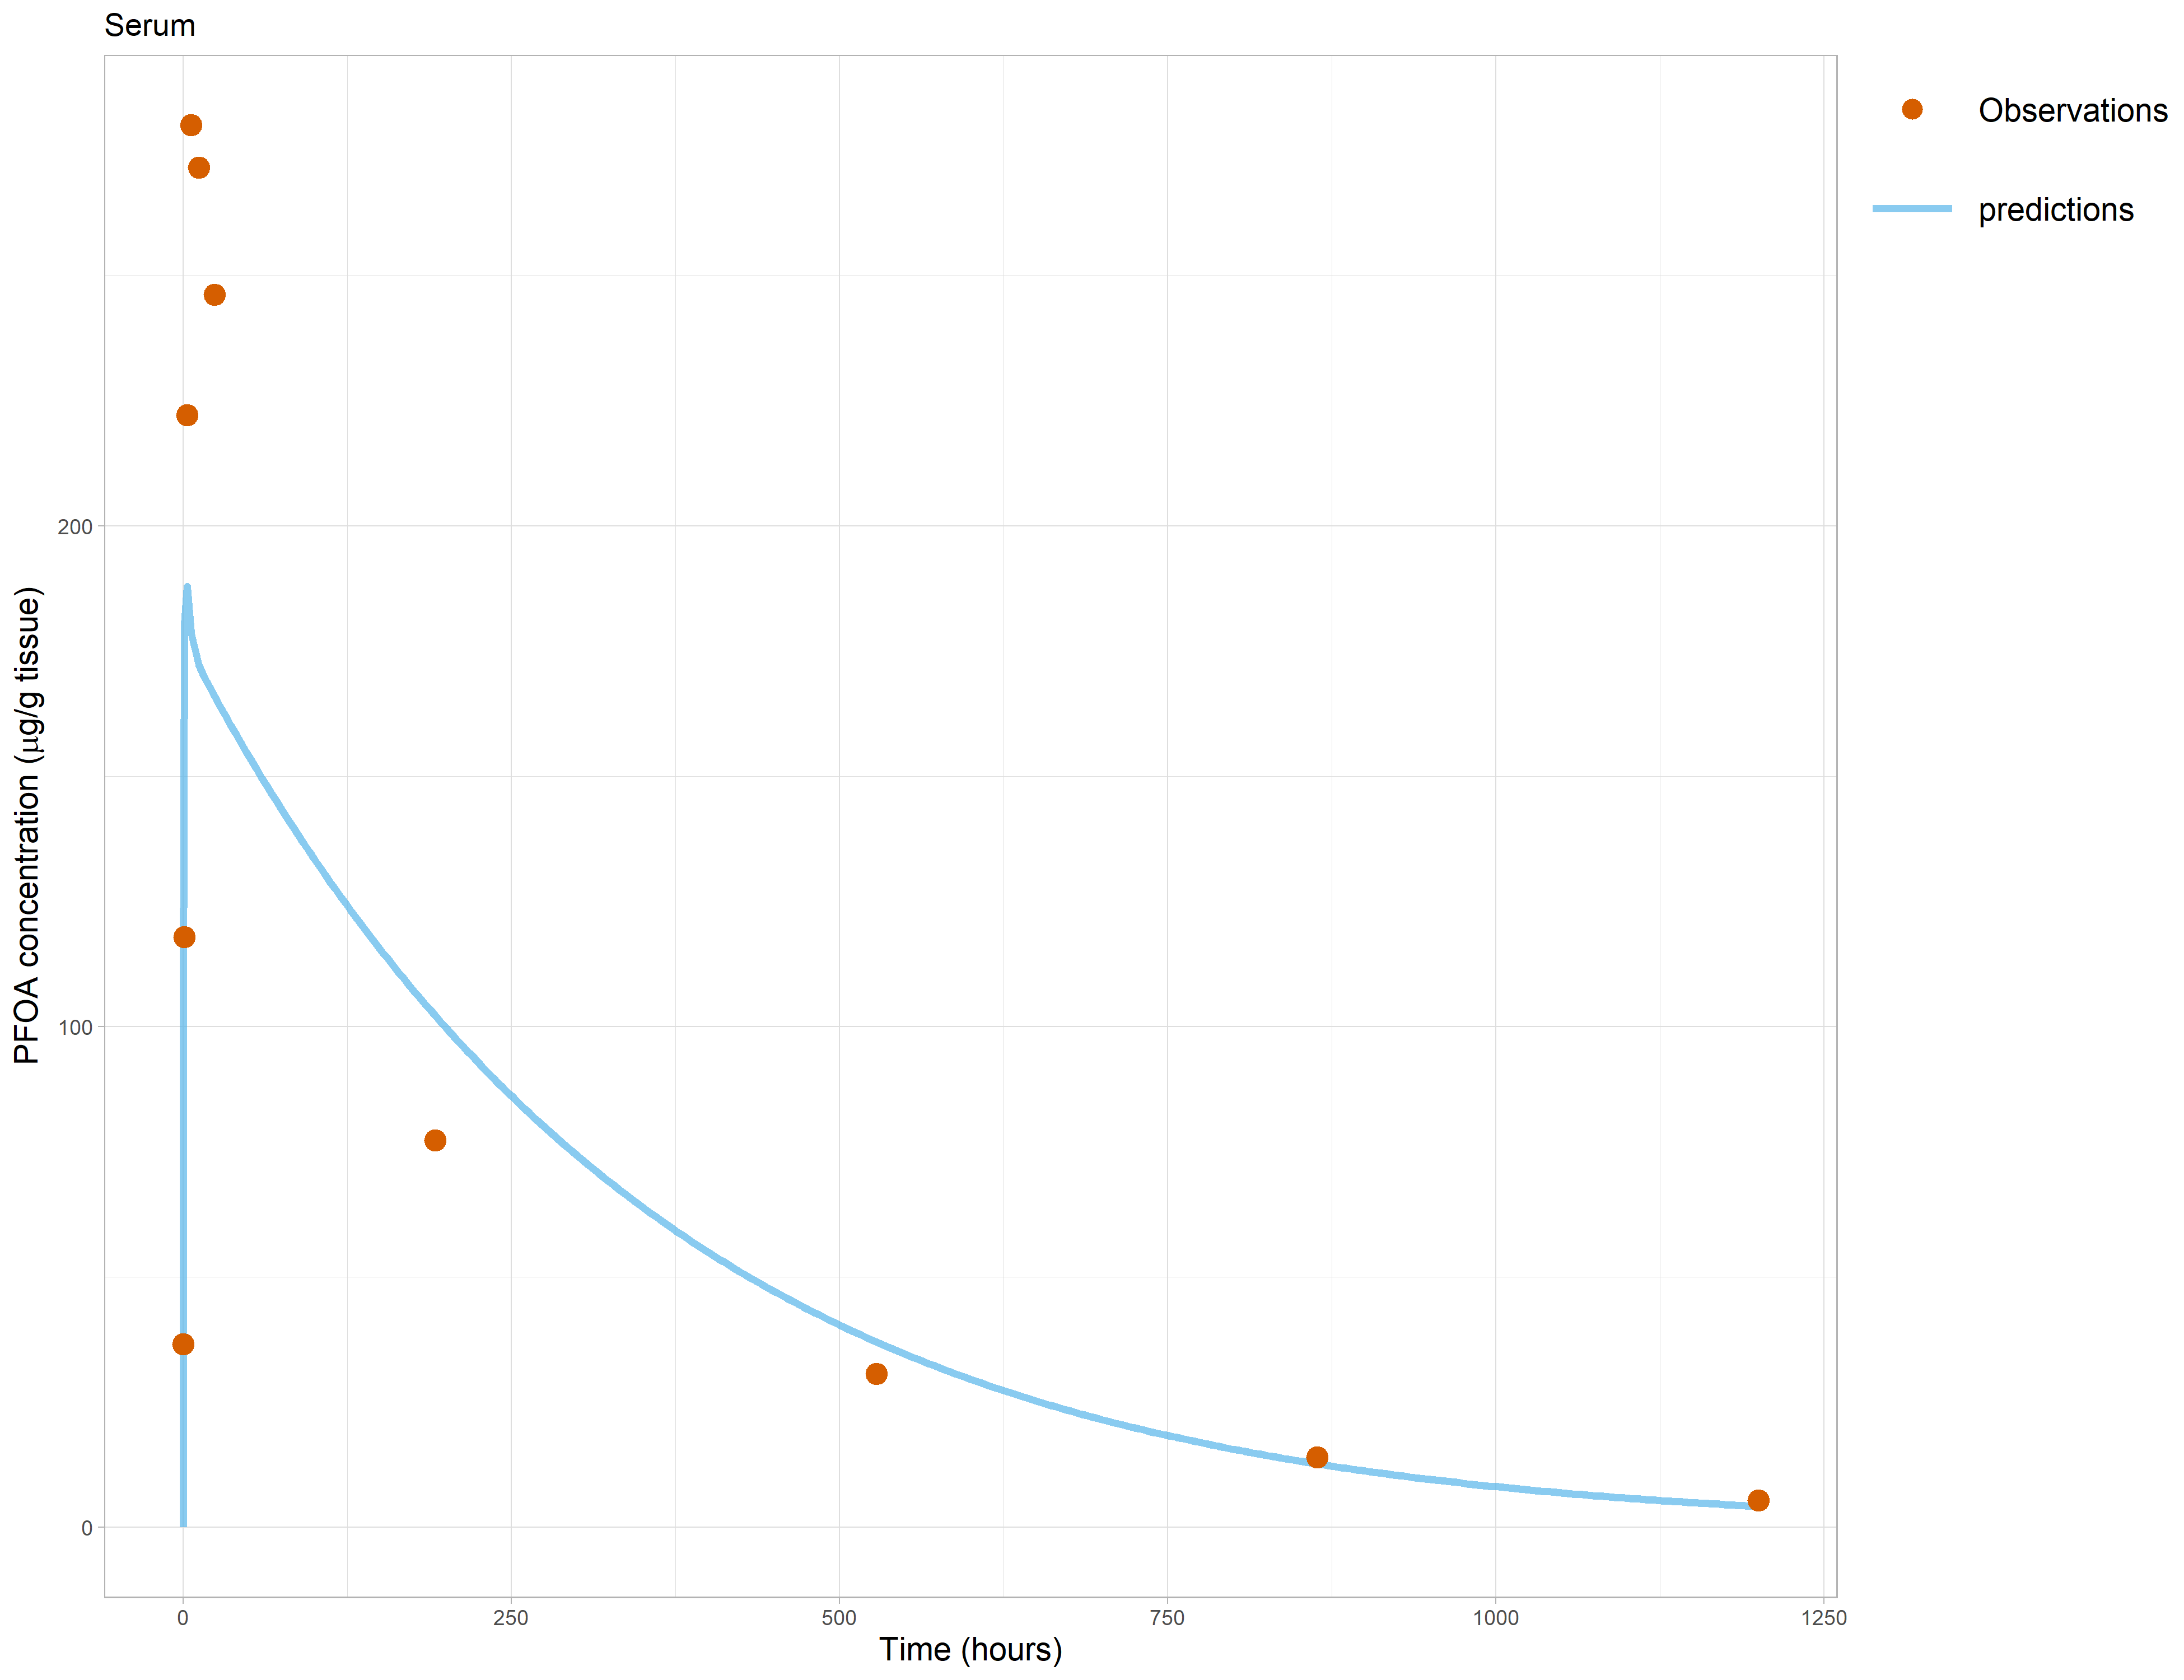 Serum
Observations
predictions
PFOA concentration (μg/g tissue)
200
100
0
0 250 500 750 1000 1250
Time (hours)